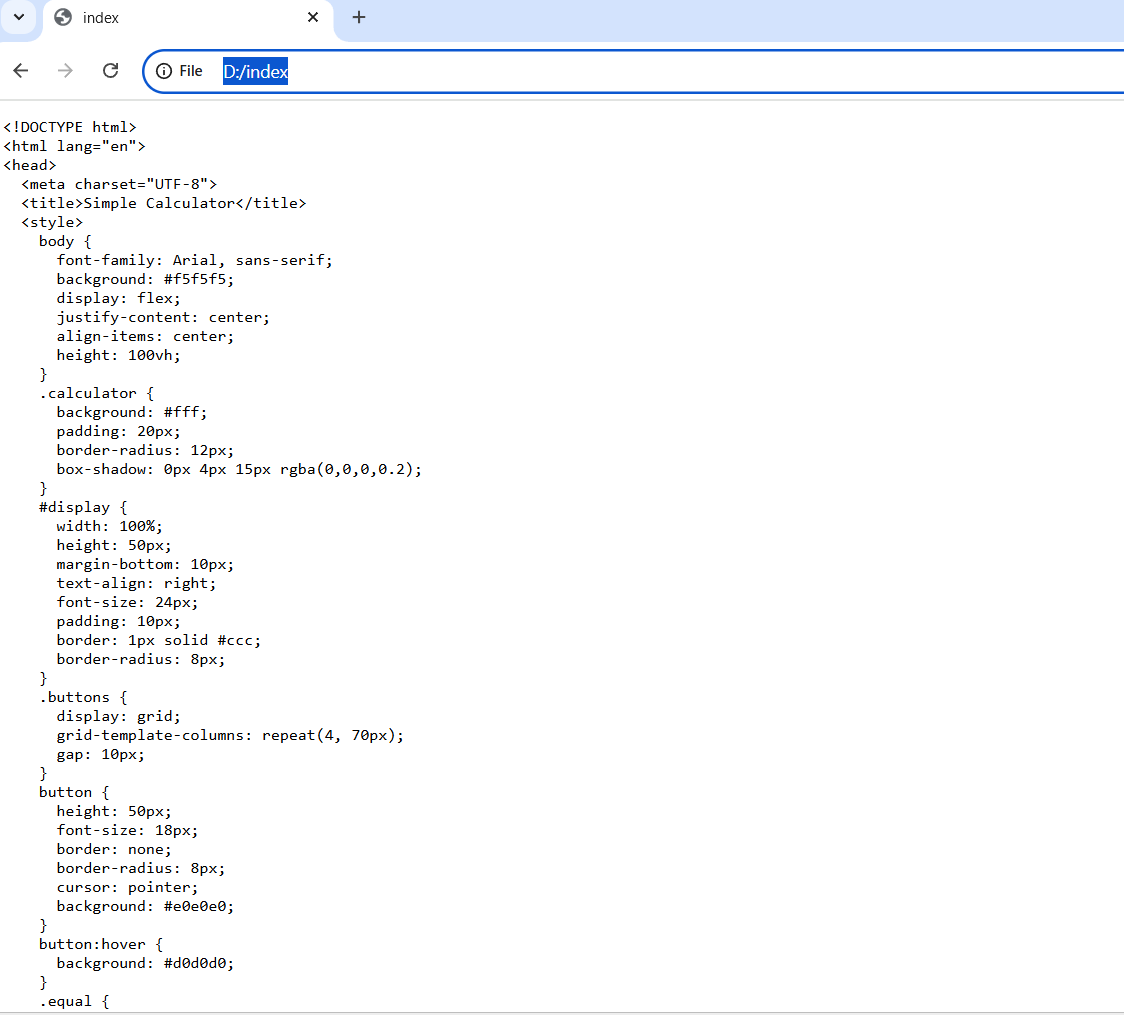 index
File D:/index
<!DOCTYPE html>
<html lang="en">
<head>
  <meta charset="UTF-8">
  <title>Simple Calculator</title>
  <style>
    body {
      font-family: Arial, sans-serif;
      background: #f5f5f5;
      display: flex;
      justify-content: center;
      align-items: center;
      height: 100vh;
    }
    .calculator {
      background: #fff;
      padding: 20px;
      border-radius: 12px;
      box-shadow: 0px 4px 15px rgba(0,0,0,0.2);
    }
    #display {
      width: 100%;
      height: 50px;
      margin-bottom: 10px;
      text-align: right;
      font-size: 24px;
      padding: 10px;
      border: 1px solid #ccc;
      border-radius: 8px;
    }
    .buttons {
      display: grid;
      grid-template-columns: repeat(4, 70px);
      gap: 10px;
    }
    button {
      height: 50px;
      font-size: 18px;
      border: none;
      border-radius: 8px;
      cursor: pointer;
      background: #e0e0e0;
    }
    button:hover {
      background: #d0d0d0;
    }
    .equal {